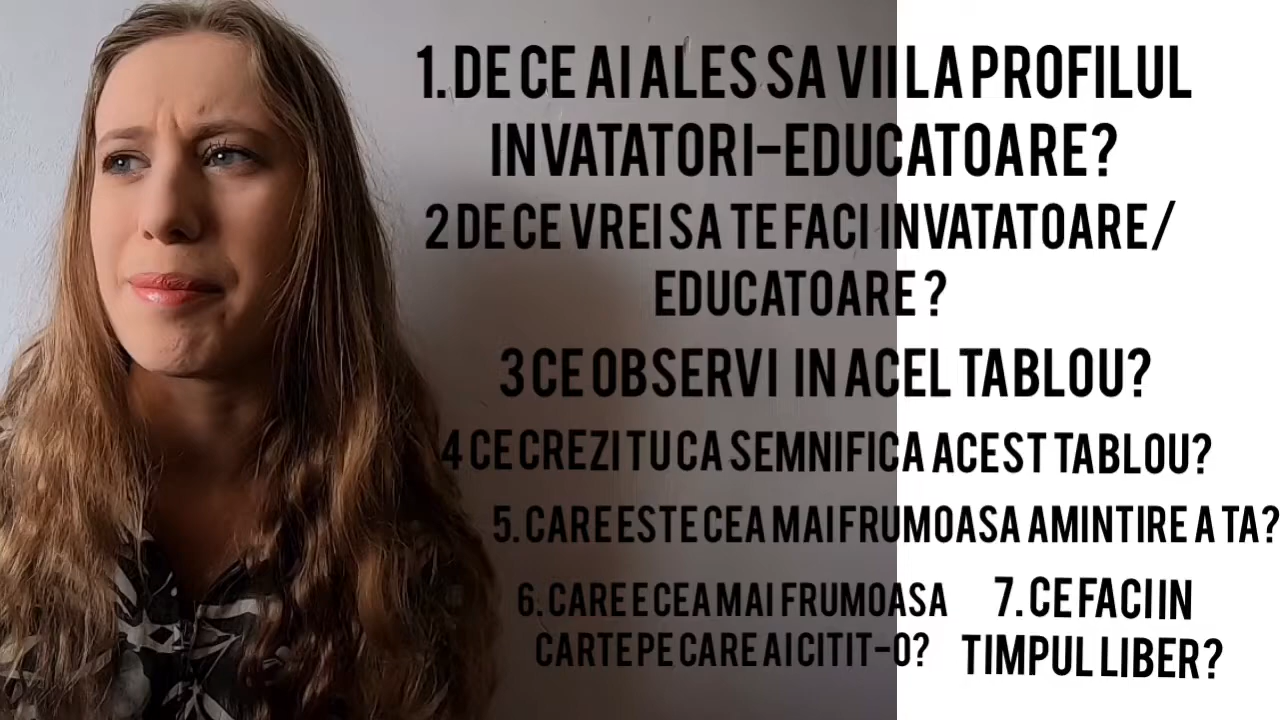 1. DE CE AI ALES SA VII LA PROFILUL
INVATATORI-EDUCATOARE?
2 DE CE VREI SA TE FACI INVATATOARE/
EDUCATOARE ?
3 CE OBSERVI IN ACEL TABLOU?
4 CE CREZI TU CA SEMNIFICA ACEST TABLOU?
5. CARE ESTE CEA MAI FRUMOASA AMINTIRE A TA?
6. CARE E CEA MAI FRUMOASA
CARTE PE CARE AI CITIT-O?
7. CE FACI IN
TIMPUL LIBER?